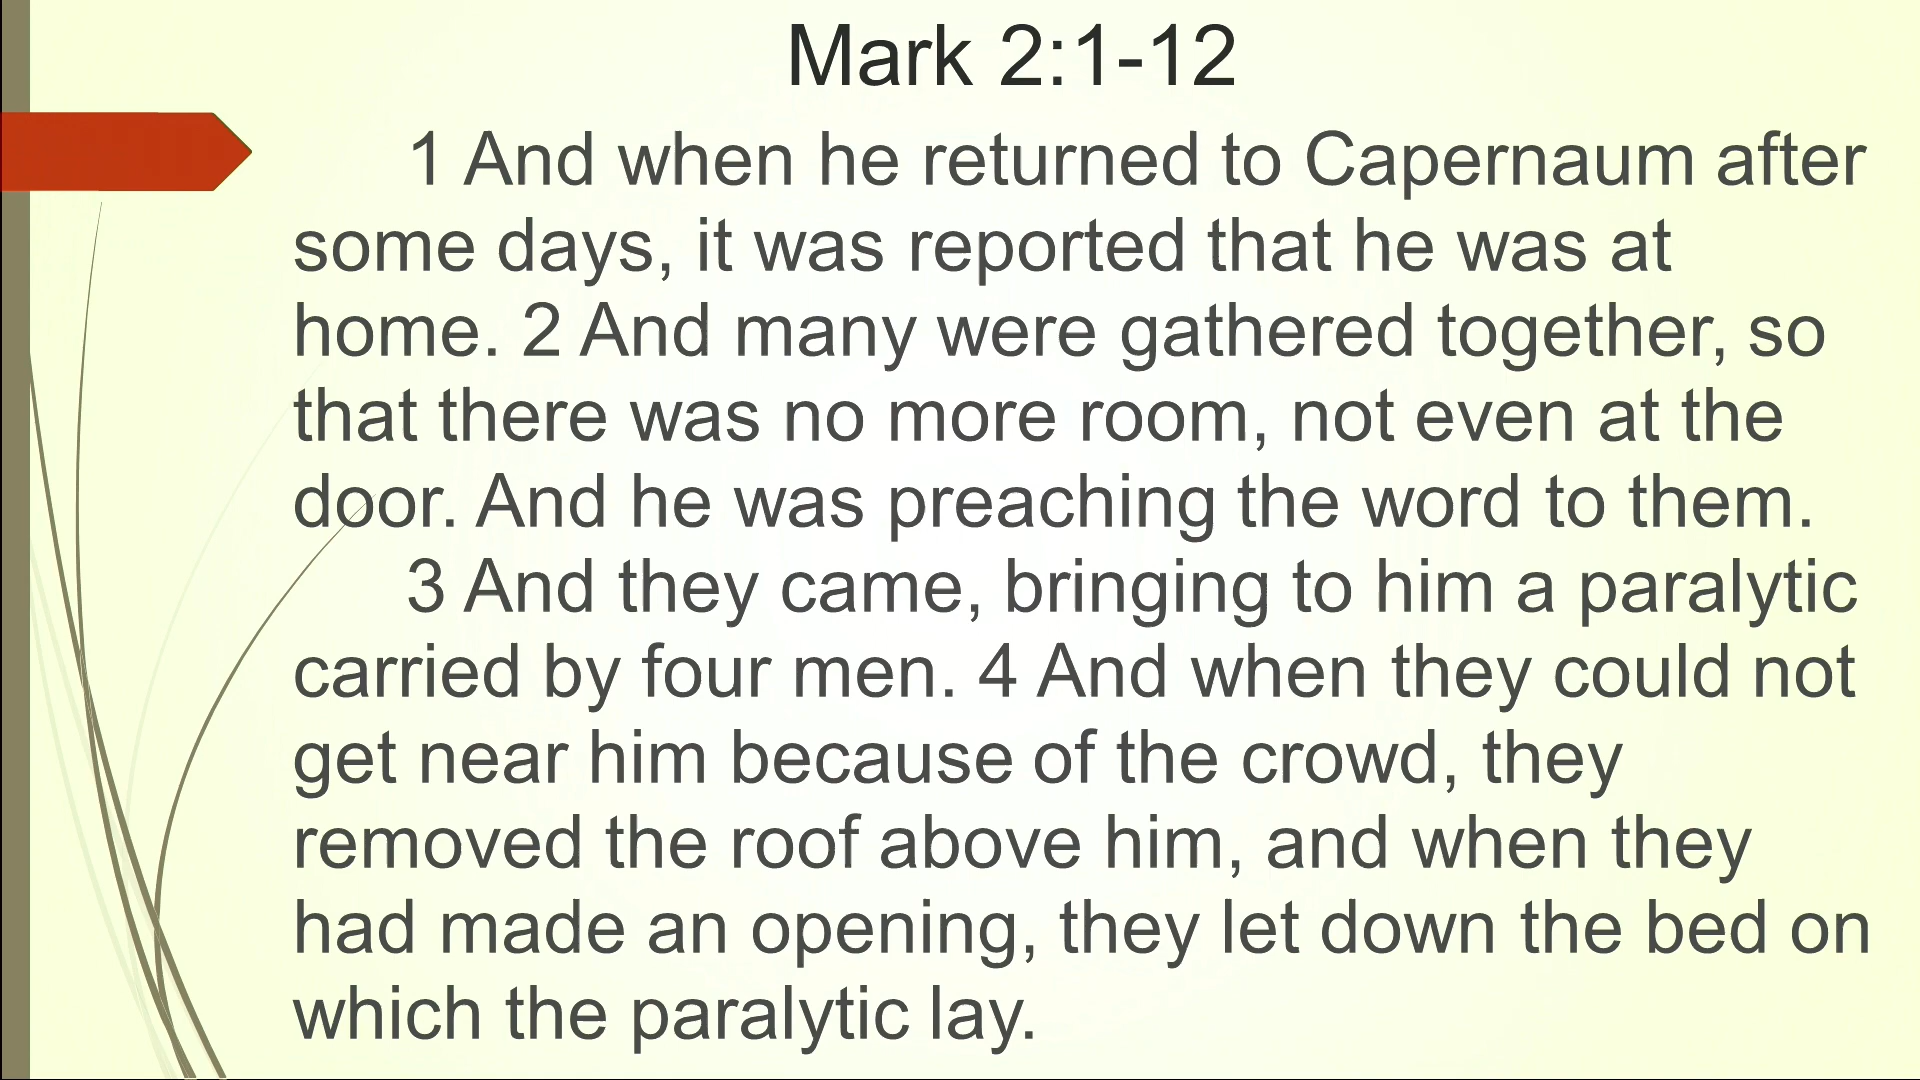 Mark 2:1-12
1 And when he returned to Capernaum after
some days, it was reported that he was at
home. 2 And many were gathered together, so
that there was no more room, not even at the
door. And he was preaching the word to them.
3 And they came, bringing to him a paralytic
carried by four men. 4 And when they could not
get near him because of the crowd, they
removed the roof above him, and when they
had made an opening, they let down the bed on
which the paralytic lay.